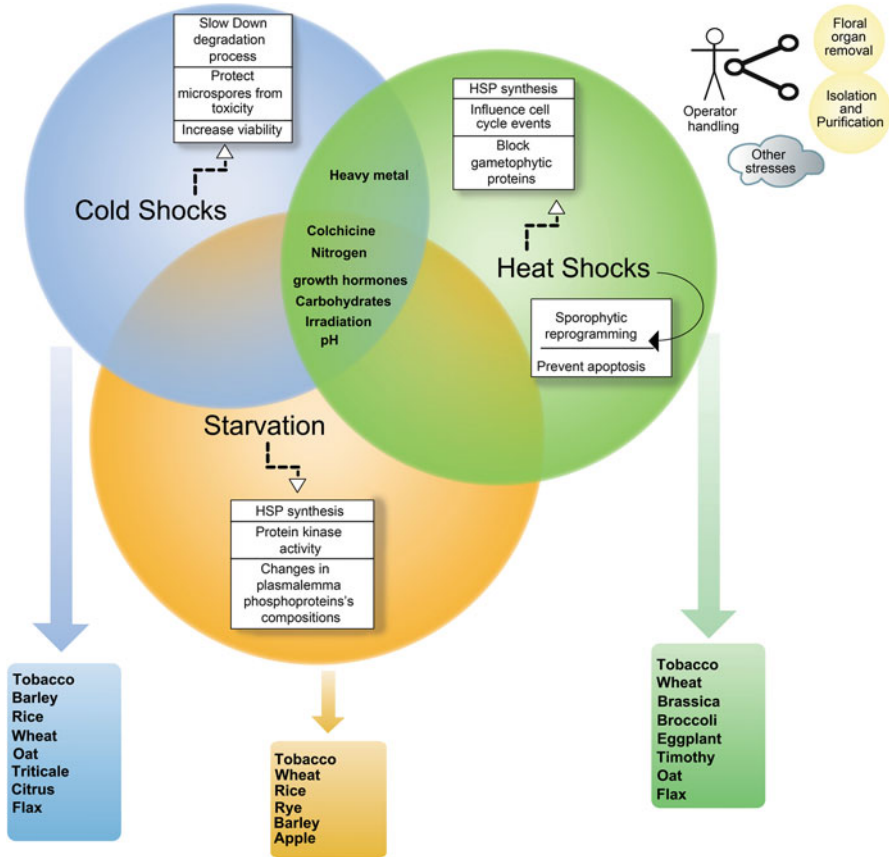 Slow Down
degradation
process
Protect
microspores from
toxicity
Increase viability
Cold Shocks
HSP synthesis
Influence cell
cycle events
Block
gametophytic
proteins
Heat Shocks
Sporophytic
reprogramming
Prevent apoptosis
Operator
handling
Floral
organ
removal
Isolation and
Purification
Other
stresses
Heavy metal
Colchicine
Nitrogen
growth hormones
Carbohydrates
Irradiation
pH
Starvation
HSP synthesis
Protein kinase
activity
Changes in
plasmalemma
phosphoproteins's
compositions
Tobacco
Barley
Rice
Wheat
Oat
Triticale
Citrus
Flax
Tobacco
Wheat
Rice
Rye
Barley
Apple
Tobacco
Wheat
Brassica
Broccoli
Eggplant
Timothy
Oat
Flax